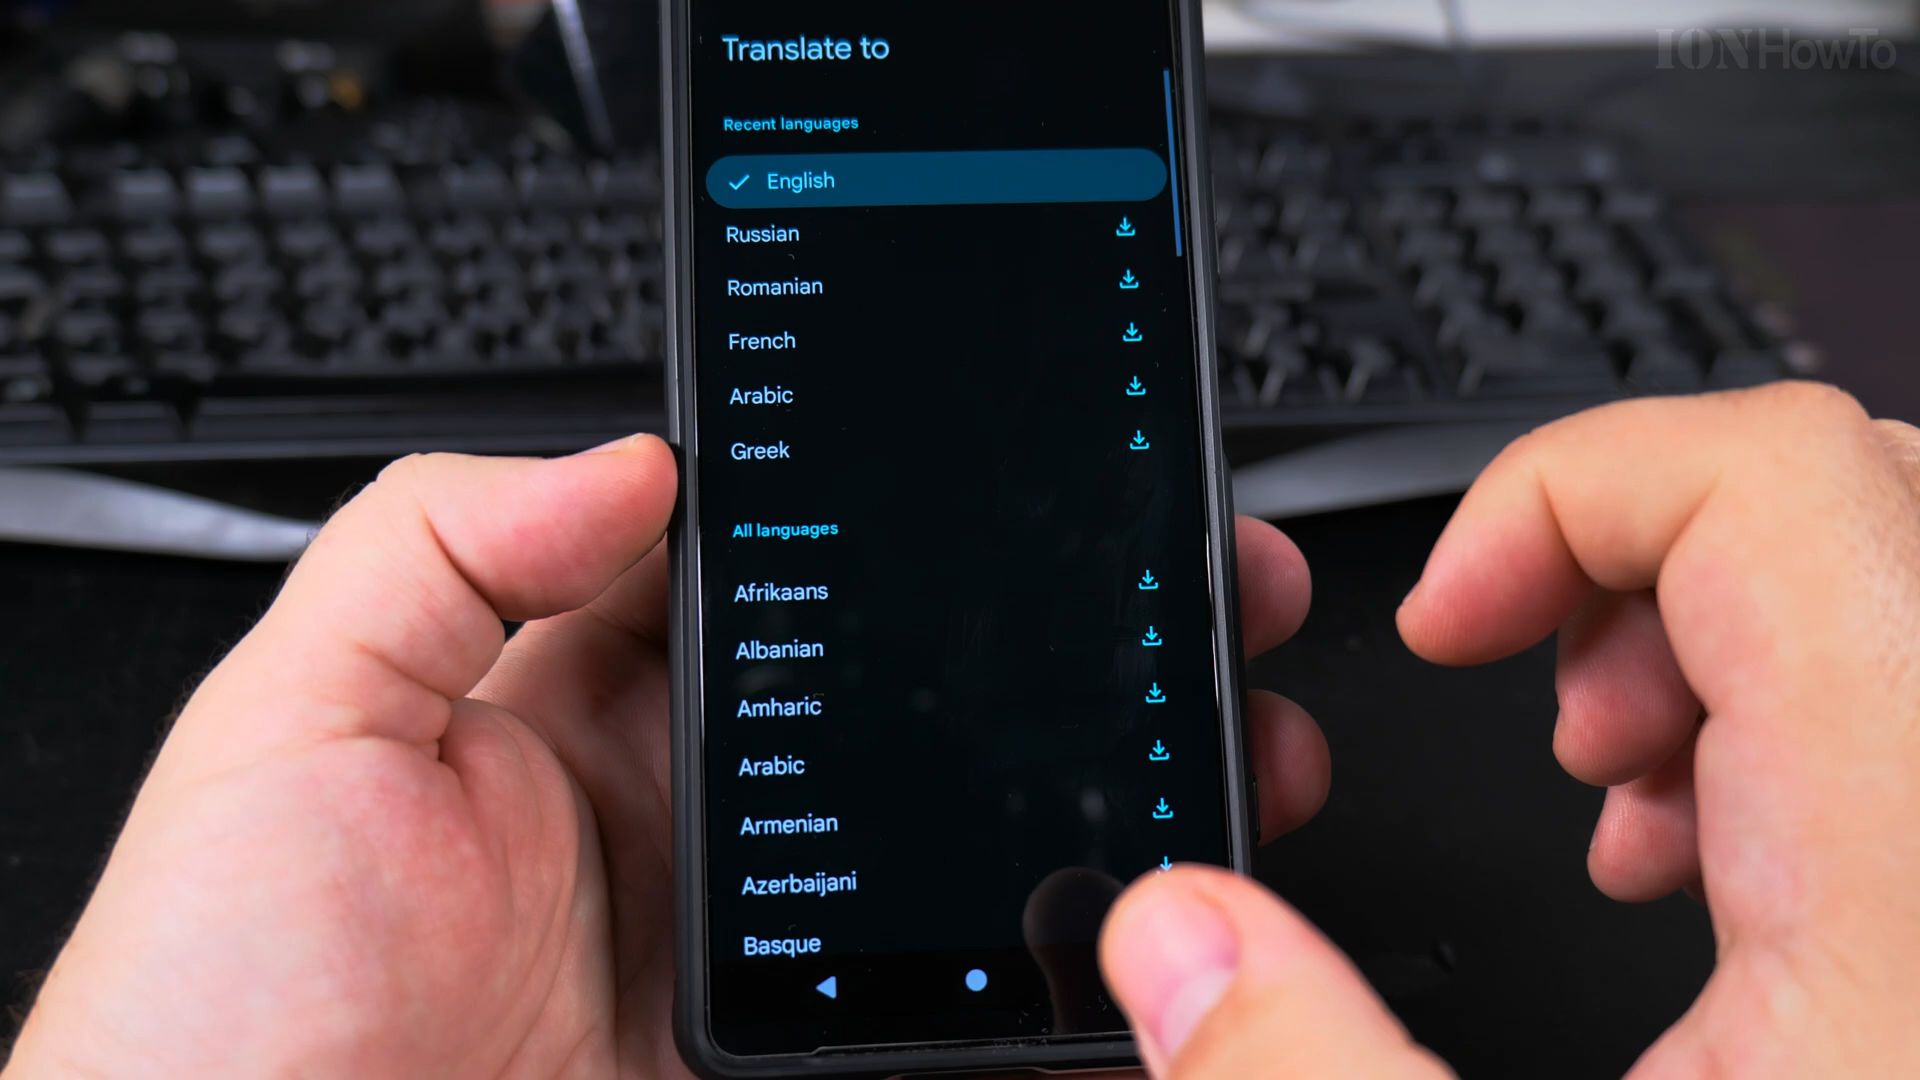 IONHowTo
Translate to
Recent languages
English
Russian
Romanian
French
Arabic
Greek
All languages
Afrikaans
Albanian
Amharic
Arabic
Armenian
Azerbaijani
Basque